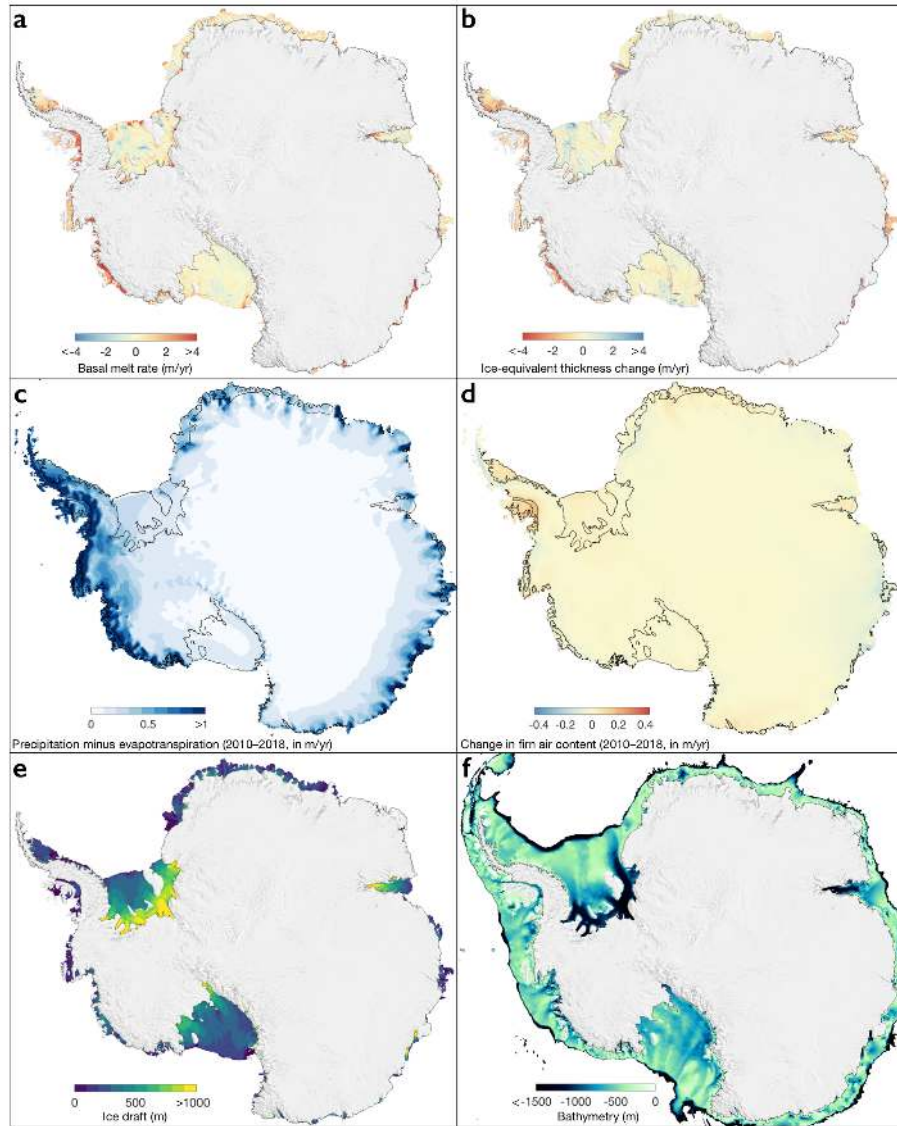 a
b
<-4 -2 0 2 >4
Basal melt rate (m/yr)
<-4 -2 0 2 >4
Ice-equivalent thickness change (m/yr)
c
d
0 0.5 >1
Precipitation minus evapotranspiration (2010–2018, in m/yr)
-0.4 -0.2 0 0.2 0.4
Change in firn air content (2010–2018, in m/yr)
e
f
0 500 >1000
Ice draft (m)
<-1500 -1000 -500 0
Bathymetry (m)